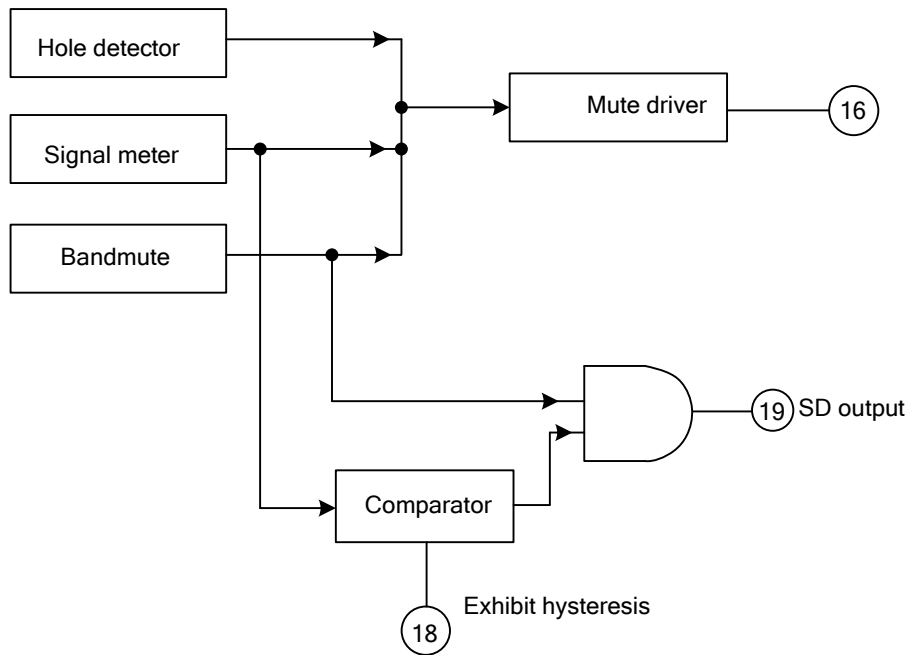 Hole detector
Mute driver
16
Signal meter
Bandmute
19 SD output
Comparator
Exhibit hysteresis
18